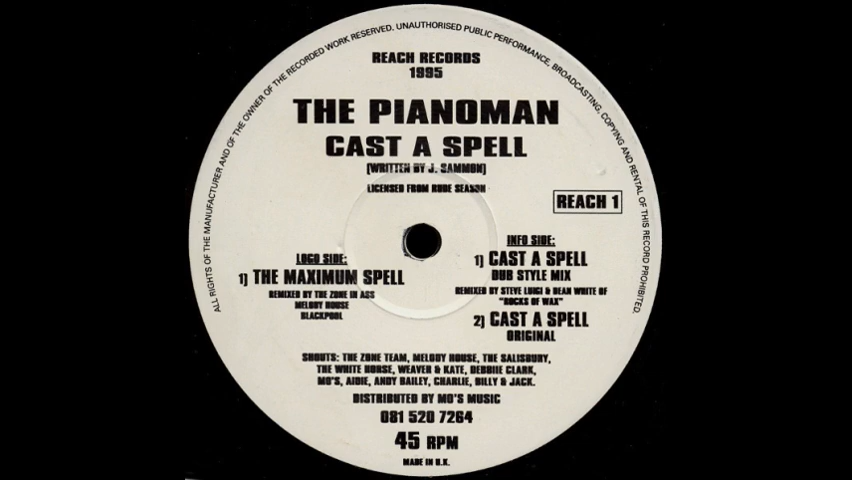 ALL RIGHTS OF THE MANUFACTURER AND OF THE OWNER OF THE RECORDED WORK RESERVED. UNAUTHORISED PUBLIC PERFORMANCE, BROADCASTING, COPYING AND RENTAL OF THIS RECORD PROHIBITED.
REACH RECORDS
1995
THE PIANOMAN
CAST A SPELL
(WRITTEN BY J. SAMMON)
LICENSED FROM RUDE SEASON
REACH 1
LOGO SIDE:
1) THE MAXIMUM SPELL
REMIXED BY THE ZONE IN ASS
MELODY HOUSE
BLACKPOOL
INFO SIDE:
1) CAST A SPELL
DUB STYLE MIX
REMIXED BY STEVE LUIGI & DEAN WHITE OF
"ROCKS OF WAX"
2) CAST A SPELL
ORIGINAL
SHOUTS: THE ZONE TEAM, MELODY HOUSE, THE SALISBURY,
THE WHITE HORSE, WEAVER & KATE, DEBBIE CLARK,
MO'S, AIDIE, ANDY BAILEY, CHARLIE, BILLY & JACK.
DISTRIBUTED BY MO'S MUSIC
081 520 7264
45 RPM
MADE IN U.K.